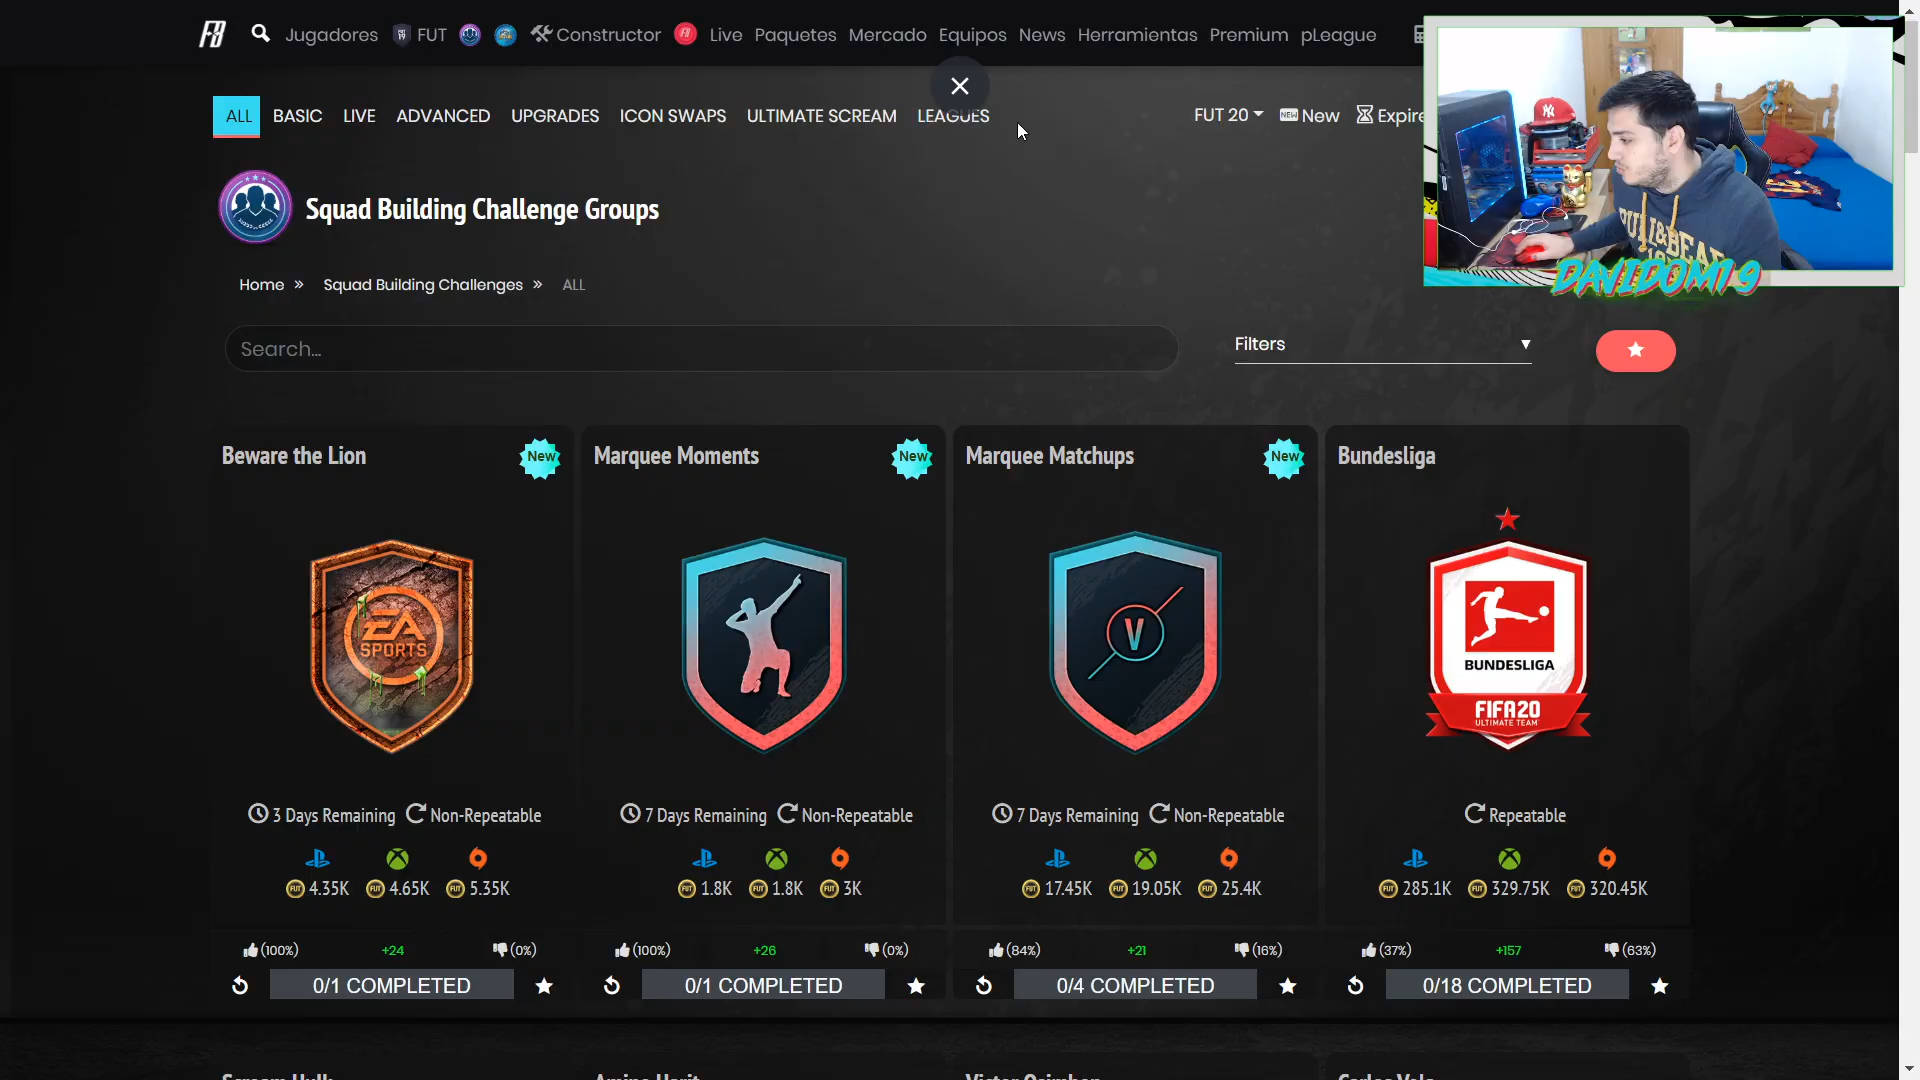 Jugadores FUT Constructor Live Paquetes Mercado Equipos News Herramientas Premium pLeague
ALL BASIC LIVE ADVANCED UPGRADES ICON SWAPS ULTIMATE SCREAM LEAGUES FUT 20 NEW New Expire
Squad Building Challenge Groups
Home » Squad Building Challenges » ALL
Search...
Filters
DAVIDOM19
Beware the Lion New
EA
SPORTS
3 Days Remaining Non-Repeatable
4.35K 4.65K 5.35K
(100%) +24 (0%)
0/1 COMPLETED
Marquee Moments New
7 Days Remaining Non-Repeatable
1.8K 1.8K 3K
(100%) +26 (0%)
0/1 COMPLETED
Marquee Matchups New
V
7 Days Remaining Non-Repeatable
17.45K 19.05K 25.4K
(84%) +21 (16%)
0/4 COMPLETED
Bundesliga
BUNDESLIGA
FIFA20
ULTIMATE TEAM
Repeatable
285.1K 329.75K 320.45K
(37%) +157 (63%)
0/18 COMPLETED